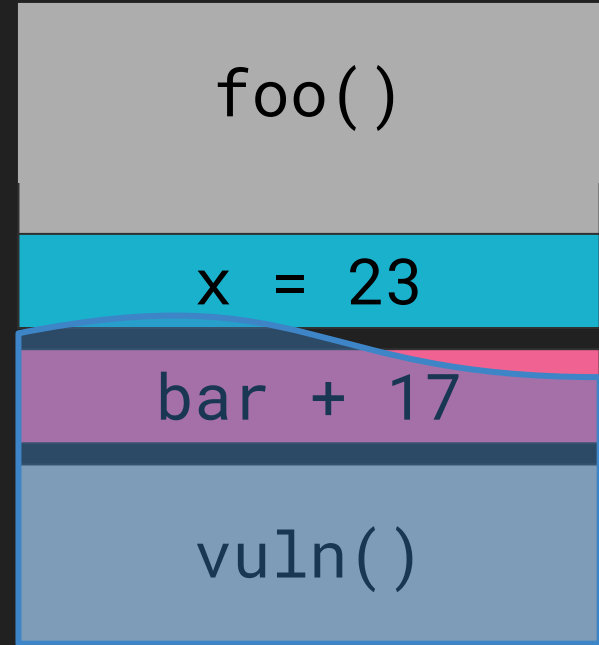 foo()
x = 23
bar + 17
vuln()